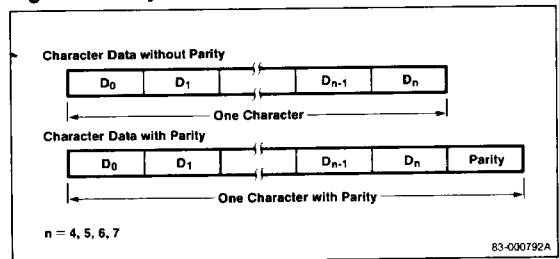 Character Data without Parity
D₀ D₁ Dₙ₋₁ Dₙ
One Character
Character Data with Parity
D₀ D₁ Dₙ₋₁ Dₙ Parity
One Character with Parity
n = 4, 5, 6, 7
83-000792A